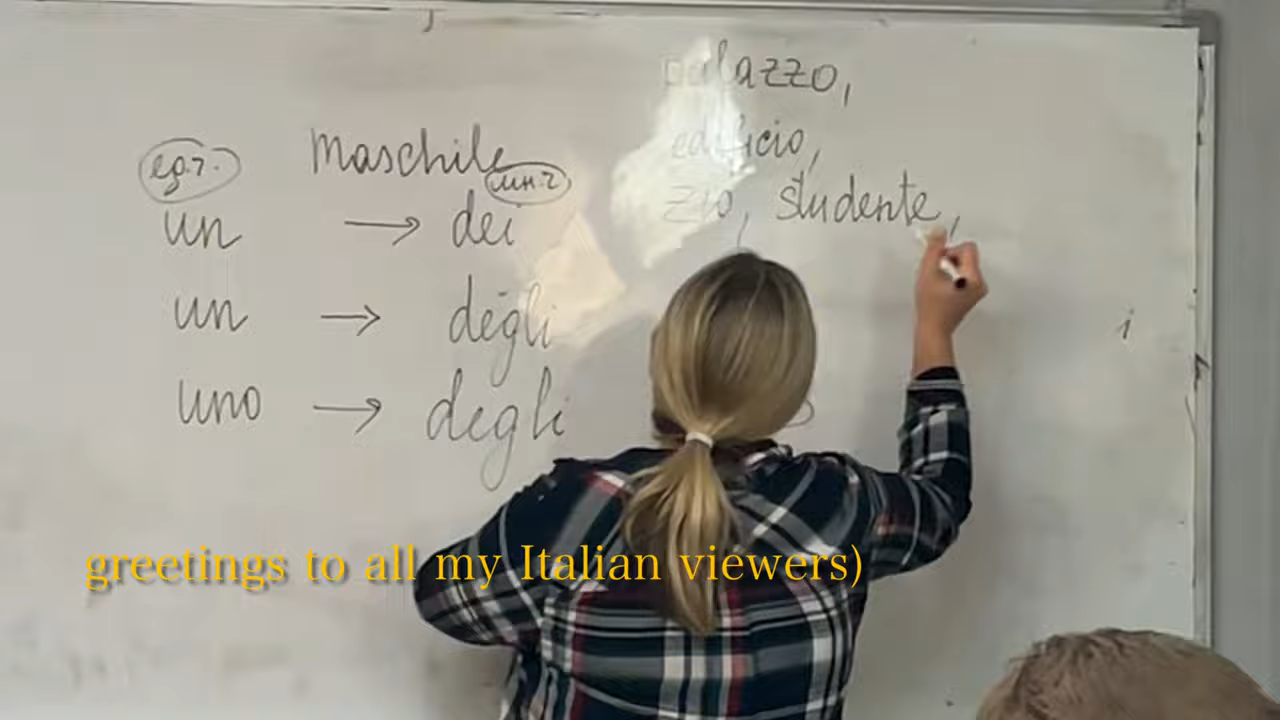 palazzo,
edificio,
zio, studente,
ед.ч. Maschile
мн.ч
un → dei
un → degli
uno → degli
i
greetings to all my Italian viewers)